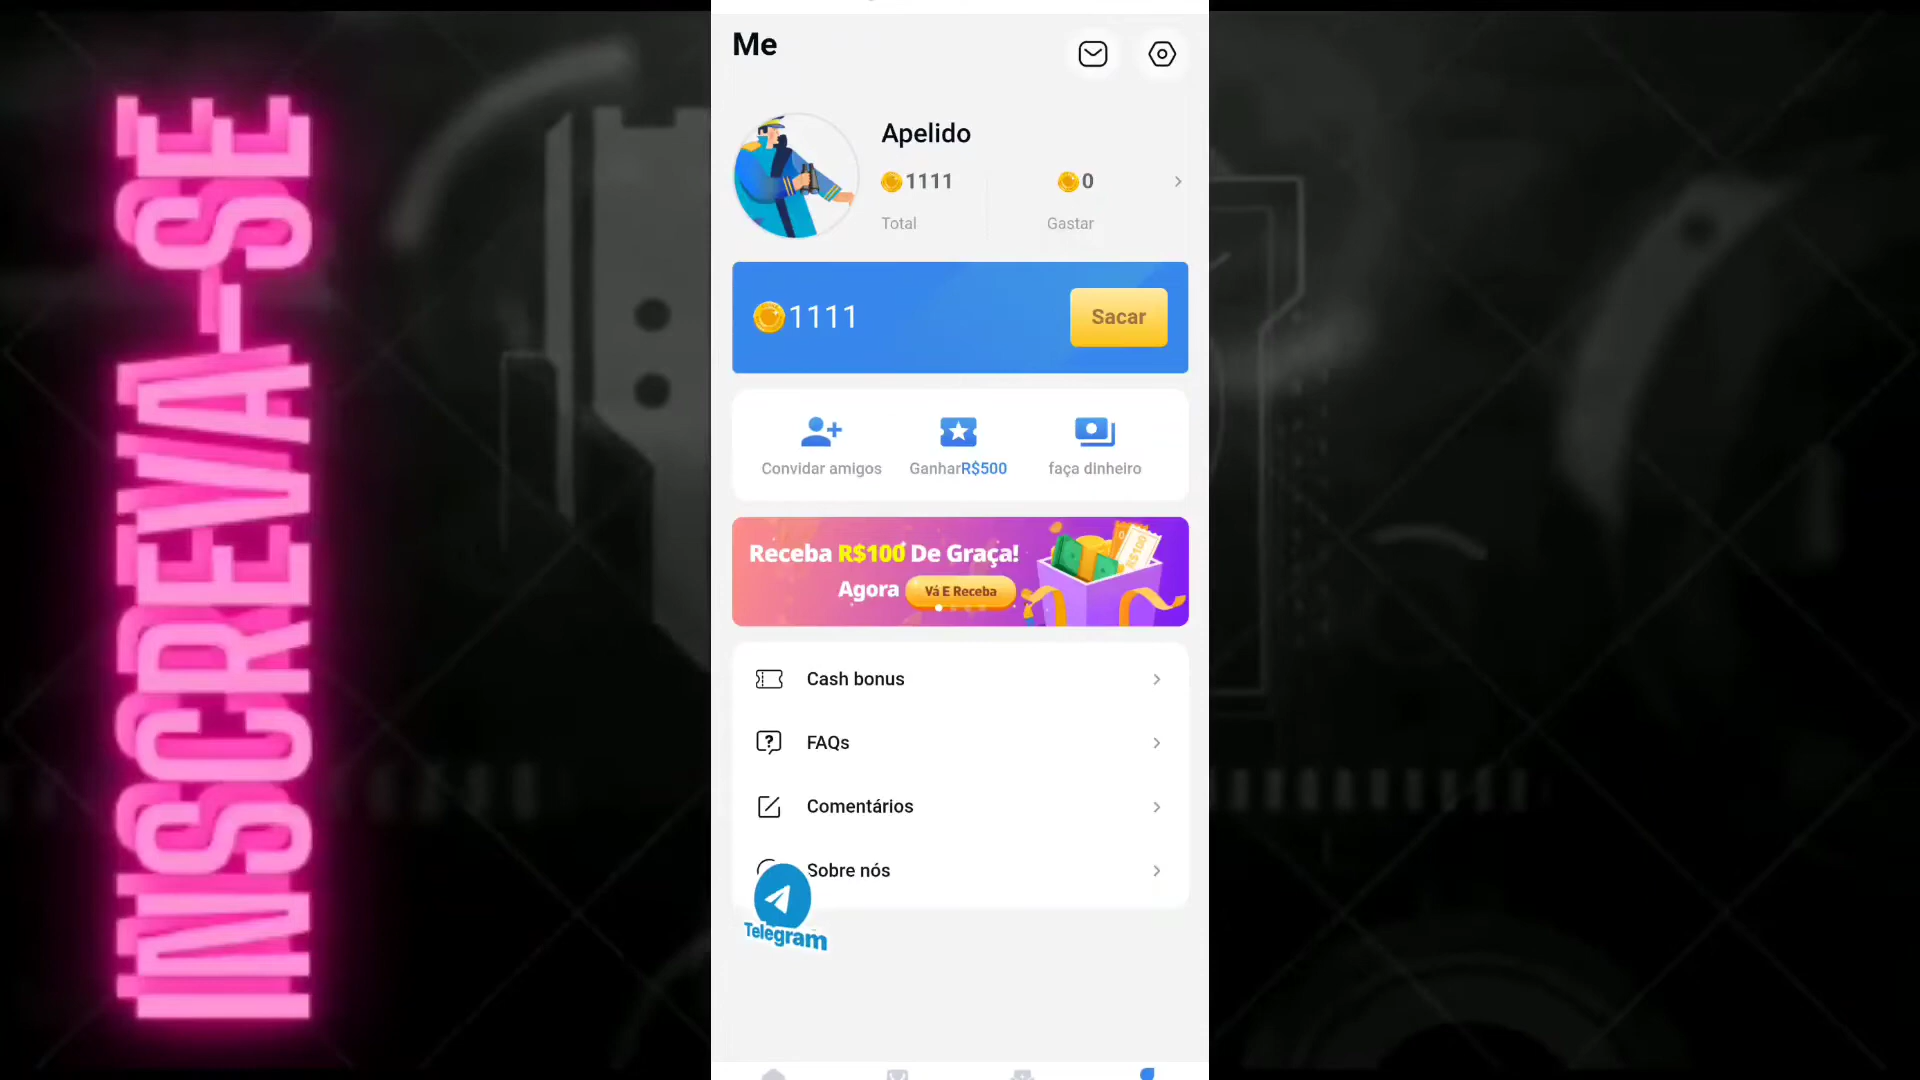 INSCREVA-SE
Me
Apelido
1111
0
Total
Gastar
1111
Sacar
Convidar amigos
GanharR$500
faça dinheiro
Receba R$100 De Graça!
Agora
Vá E Receba
R$100
Cash bonus
FAQs
Comentários
Sobre nós
Telegram